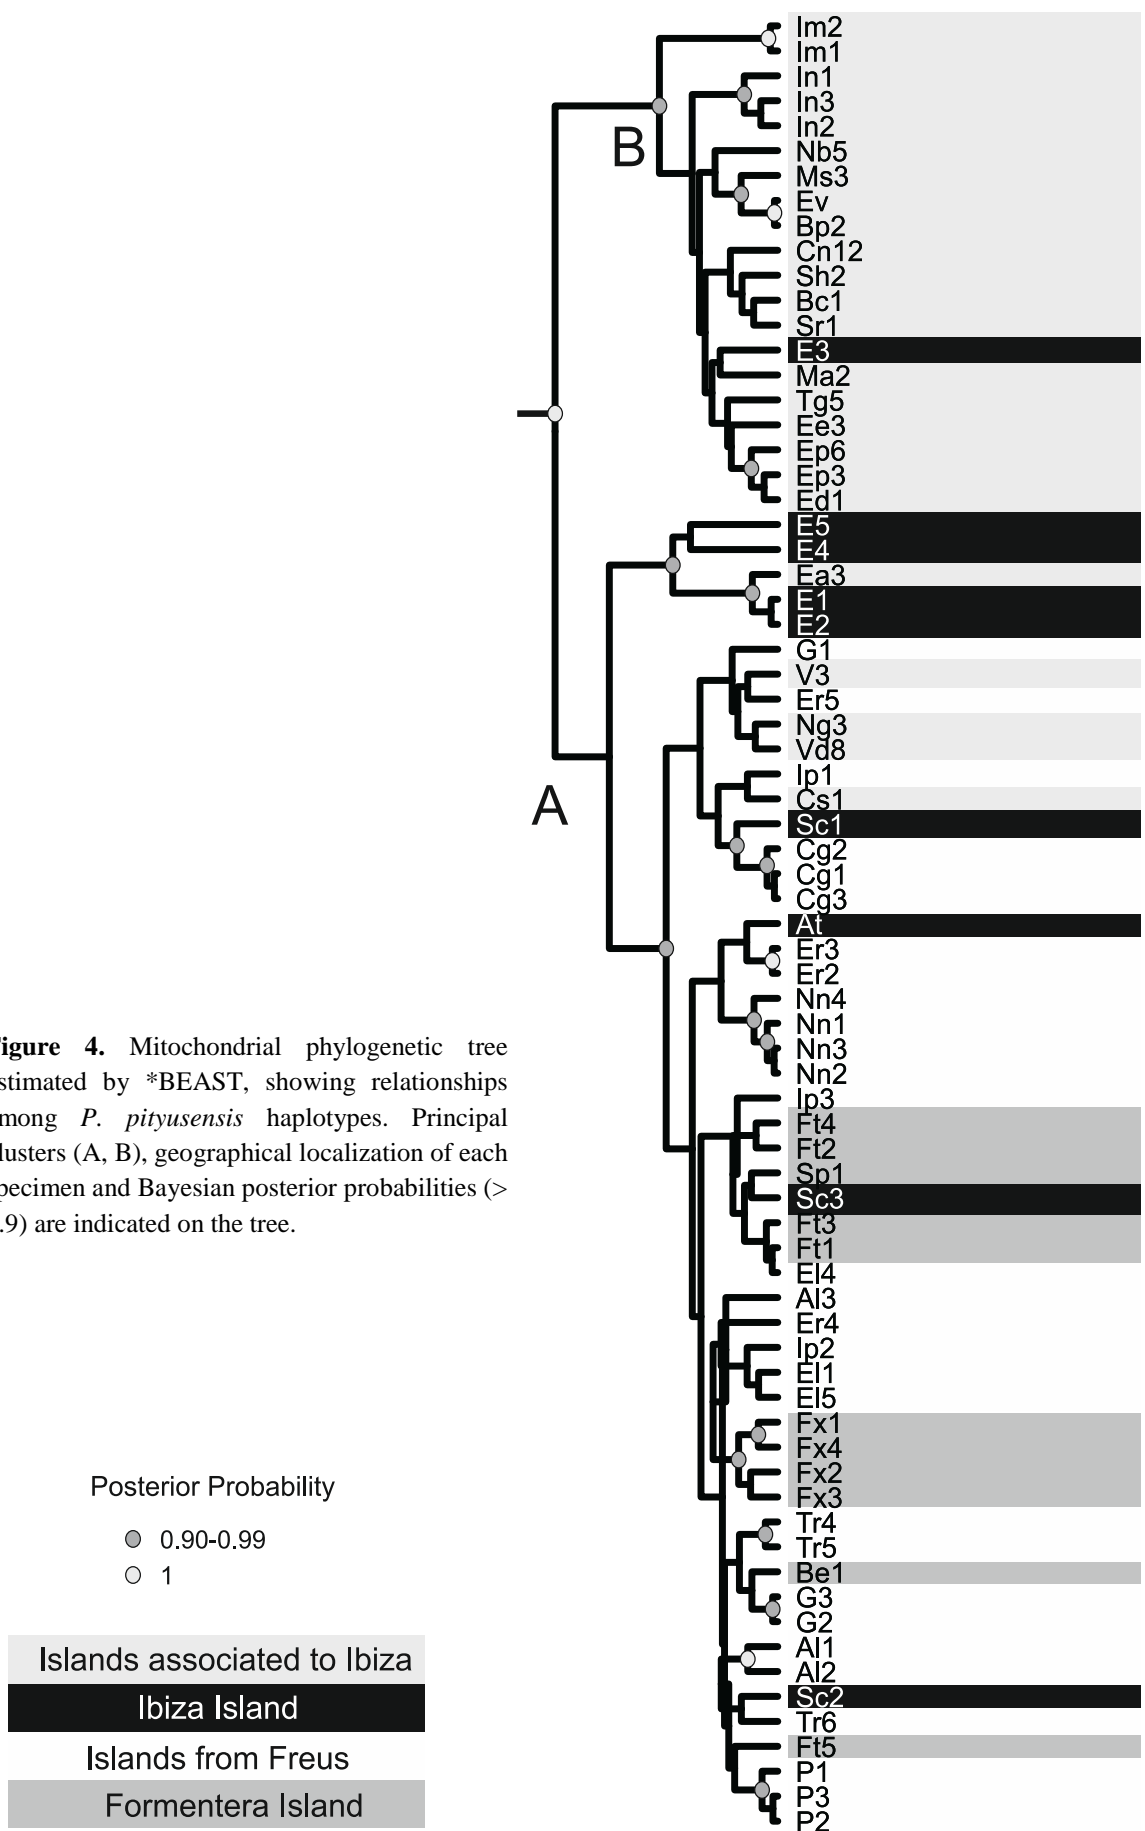 Im2
Im1
In1
In3
In2
B
Nb5
Ms3
Ev
Bp2
Cn12
Sh2
Bc1
Sr1
E3
Ma2
Tg5
Ee3
Ep6
Ep3
Ed1
E5
E4
Ea3
E1
E2
G1
V3
Er5
Ng3
Vd8
Ip1
Cs1
A
Sc1
Cg2
Cg1
Cg3
At
Er3
Er2
Nn4
Nn1
Nn3
Nn2
Ip3
Ft4
Ft2
Sp1
Sc3
Ft3
Ft1
El4
Al3
Er4
Ip2
El1
El5
Fx1
Fx4
Fx2
Fx3
Tr4
Tr5
Be1
G3
G2
Al1
Al2
Sc2
Tr6
Ft5
P1
P3
P2
igure 4. Mitochondrial phylogenetic tree
stimated by *BEAST, showing relationships
mong P. pityusensis haplotypes. Principal
lusters (A, B), geographical localization of each
pecimen and Bayesian posterior probabilities (>
.9) are indicated on the tree.
Posterior Probability
0.90-0.99
1
Islands associated to Ibiza
Ibiza Island
Islands from Freus
Formentera Island